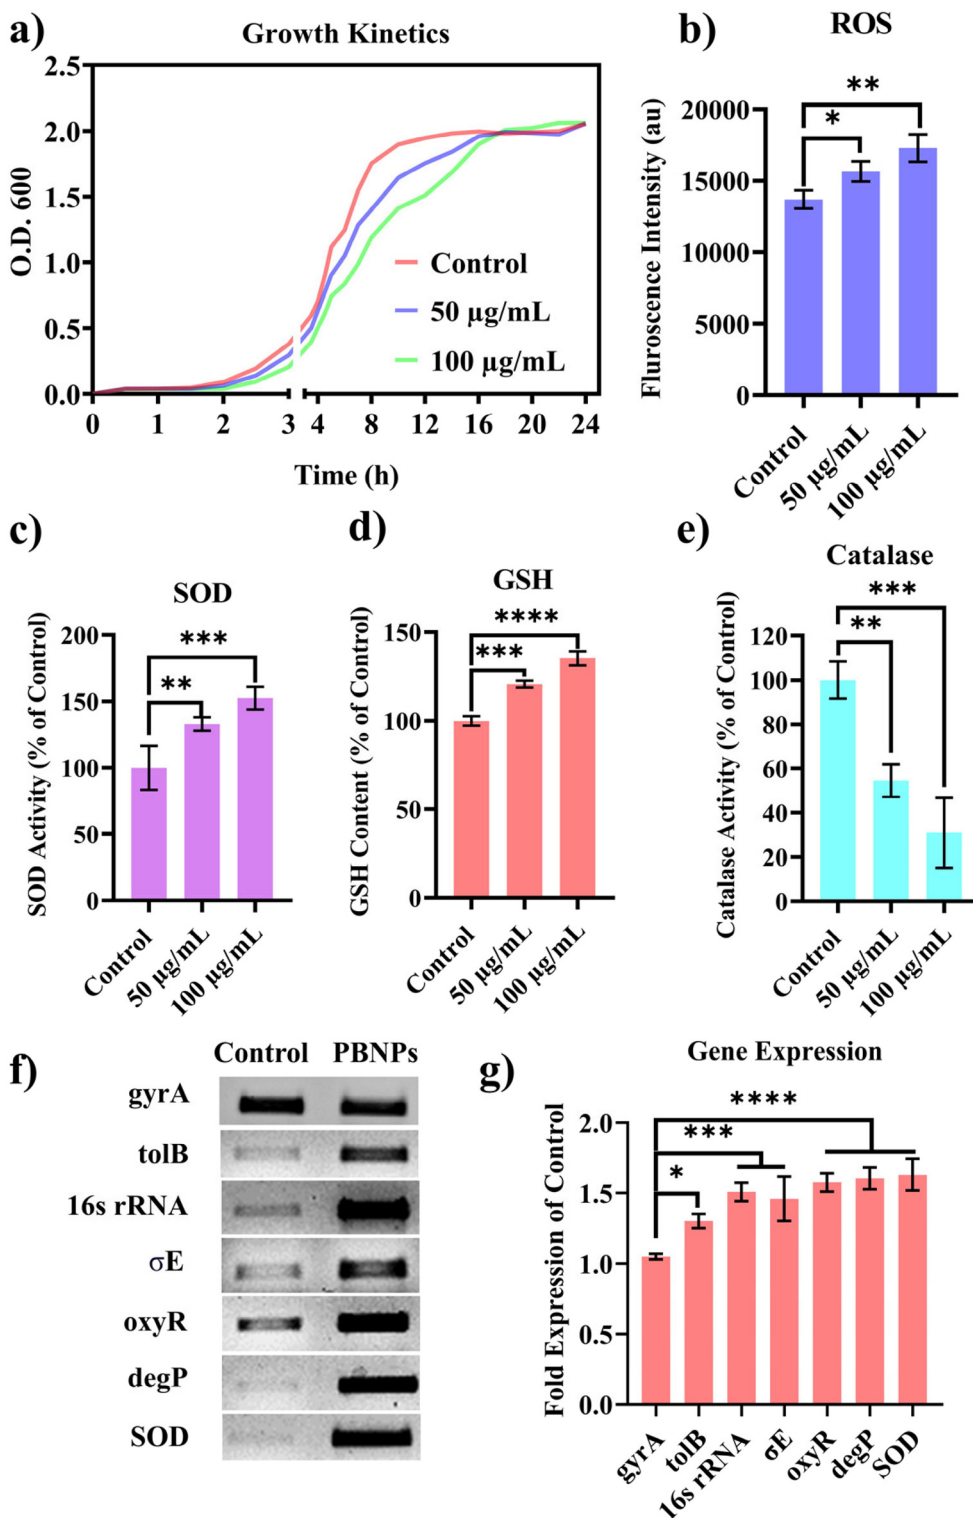 a)
Growth Kinetics
O.D. 600
2.5
2.0
1.5
1.0
0.5
0.0
0 1 2 3 4 8 12 16 20 24
Time (h)
Control
50 µg/mL
100 µg/mL
b)
ROS
Fluroscence Intensity (au)
20000
15000
10000
5000
0
**
*
Control
50 µg/mL
100 µg/mL
c)
SOD
SOD Activity (% of Control)
200
150
100
50
0
***
**
Control
50 µg/mL
100 µg/mL
d)
GSH
GSH Content (% of Control)
150
100
50
0
****
***
Control
50 µg/mL
100 µg/mL
e)
Catalase
Catalase Activity (% of Control)
120
100
80
60
40
20
0
***
**
Control
50 µg/mL
100 µg/mL
f)
Control PBNPs
gyrA
tolB
16s rRNA
σE
oxyR
degP
SOD
g)
Gene Expression
Fold Expression of Control
2.0
1.5
1.0
0.5
0.0
****
***
*
gyrA
tolB
16s rRNA
σE
oxyR
degP
SOD